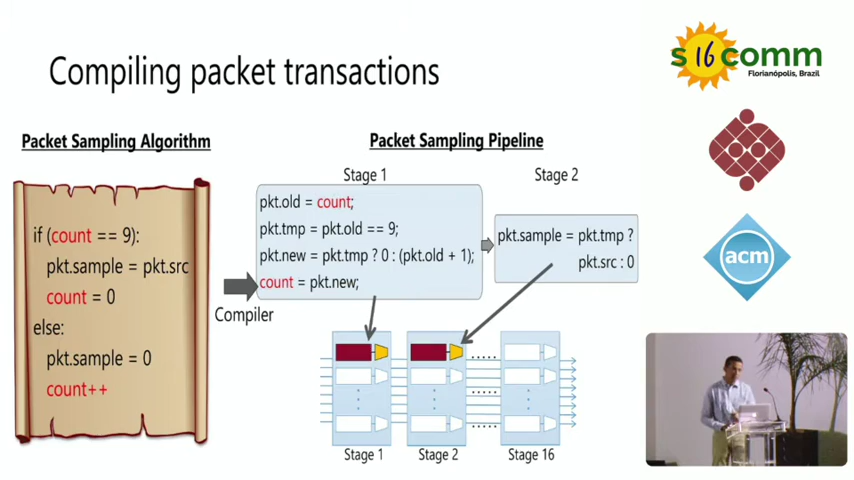 Compiling packet transactions
s16comm
Florianópolis, Brazil
Packet Sampling Algorithm
if (count == 9):
pkt.sample = pkt.src
count = 0
else:
pkt.sample = 0
count++
Compiler
Packet Sampling Pipeline
Stage 1
pkt.old = count;
pkt.tmp = pkt.old == 9;
pkt.new = pkt.tmp ? 0 : (pkt.old + 1);
count = pkt.new;
Stage 2
pkt.sample = pkt.tmp ?
pkt.src : 0
Stage 1
Stage 2
Stage 16
acm